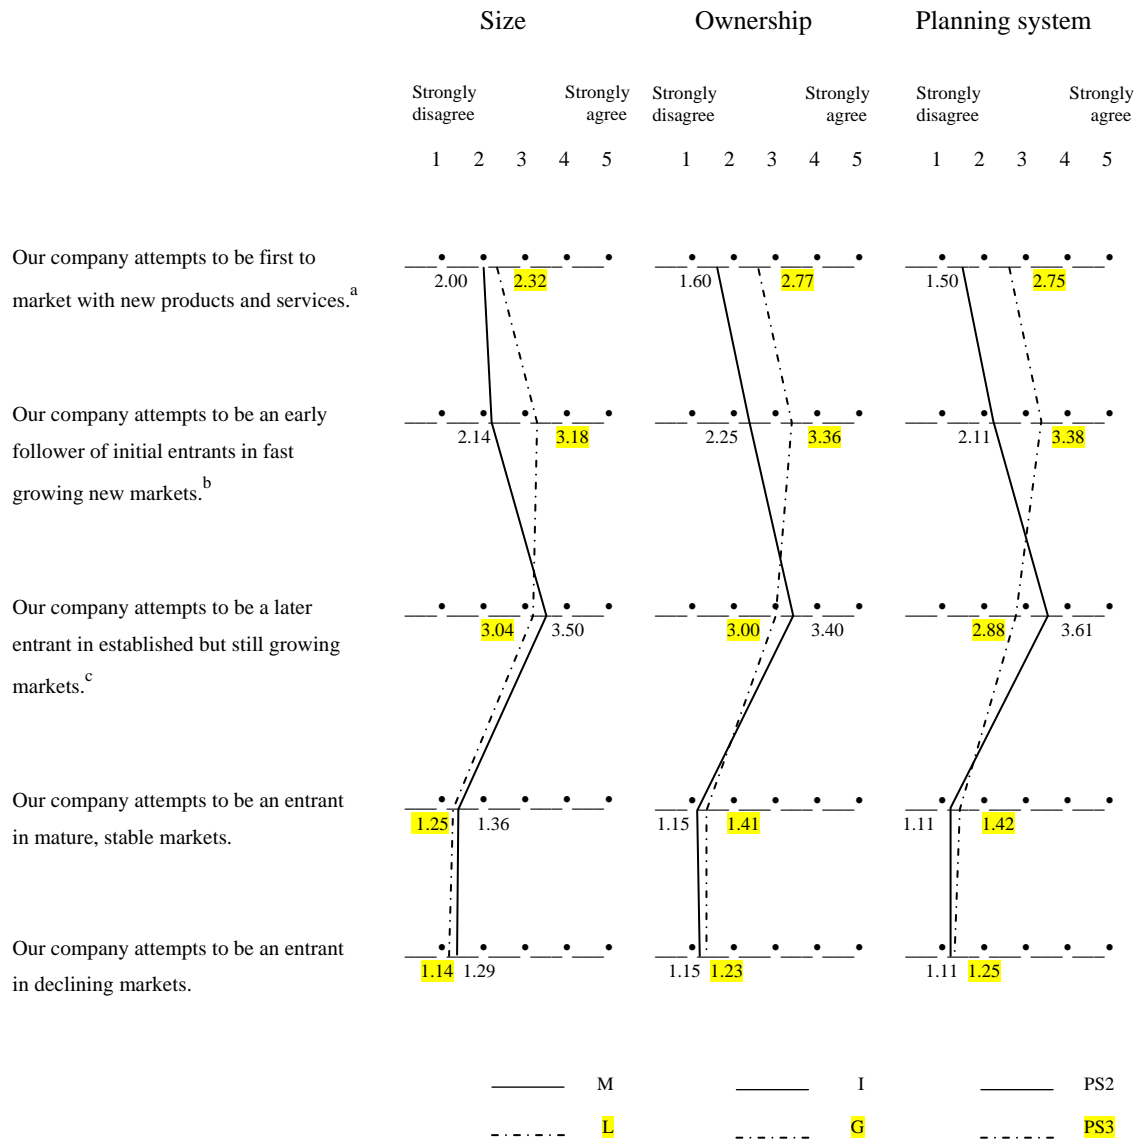 Size Ownership Planning system
Strongly Strongly Strongly Strongly Strongly Strongly
disagree agree disagree agree disagree agree
1 2 3 4 5 1 2 3 4 5 1 2 3 4 5
Our company attempts to be first to
2.00 2.32 1.60 2.77 1.50 2.75
market with new products and services.a
Our company attempts to be an early
2.14 3.18 2.25 3.36 2.11 3.38
follower of initial entrants in fast
growing new markets.b
Our company attempts to be a later
3.04 3.50 3.00 3.40 2.88 3.61
entrant in established but still growing
markets.c
Our company attempts to be an entrant
1.25 1.36 1.15 1.41 1.11 1.42
in mature, stable markets.
Our company attempts to be an entrant
1.14 1.29 1.15 1.23 1.11 1.25
in declining markets.
M I PS2
L G PS3